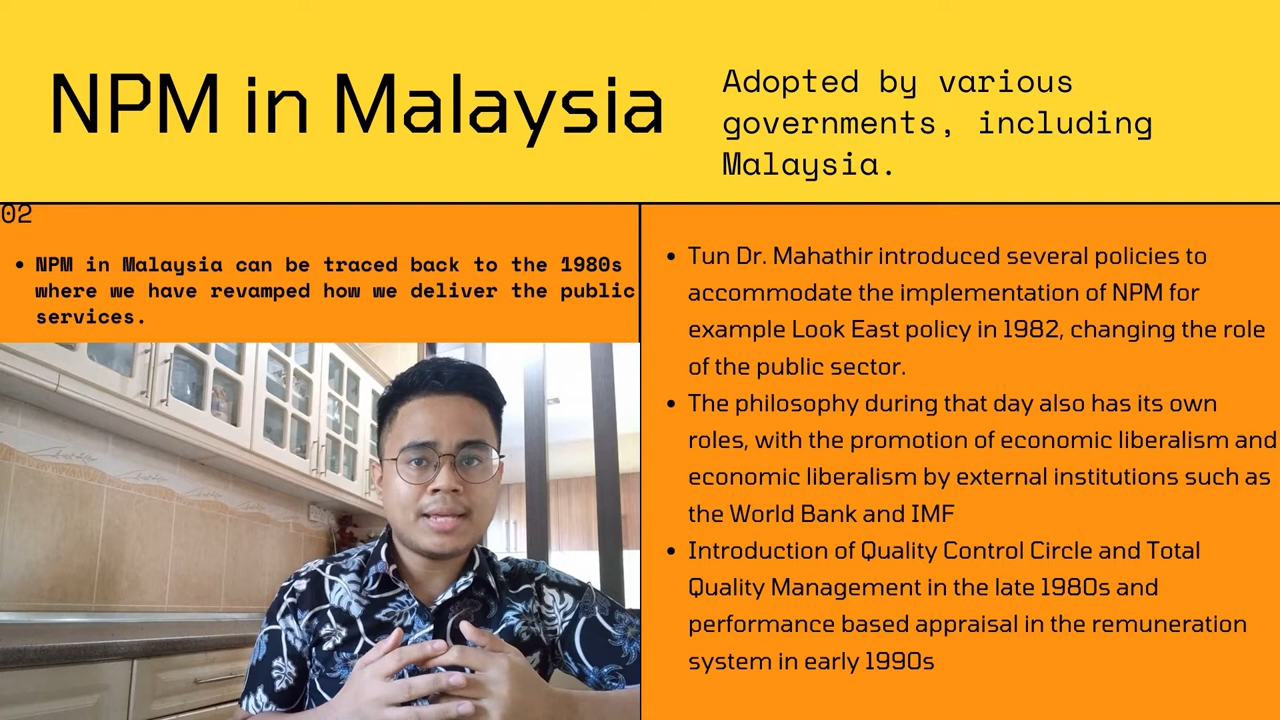 NPM in Malaysia
Adopted by various
governments, including
Malaysia.
02
• NPM in Malaysia can be traced back to the 1980s
where we have revamped how we deliver the public
services.
• Tun Dr. Mahathir introduced several policies to
accommodate the implementation of NPM for
example Look East policy in 1982, changing the role
of the public sector.
• The philosophy during that day also has its own
roles, with the promotion of economic liberalism and
economic liberalism by external institutions such as
the World Bank and IMF
• Introduction of Quality Control Circle and Total
Quality Management in the late 1980s and
performance based appraisal in the remuneration
system in early 1990s